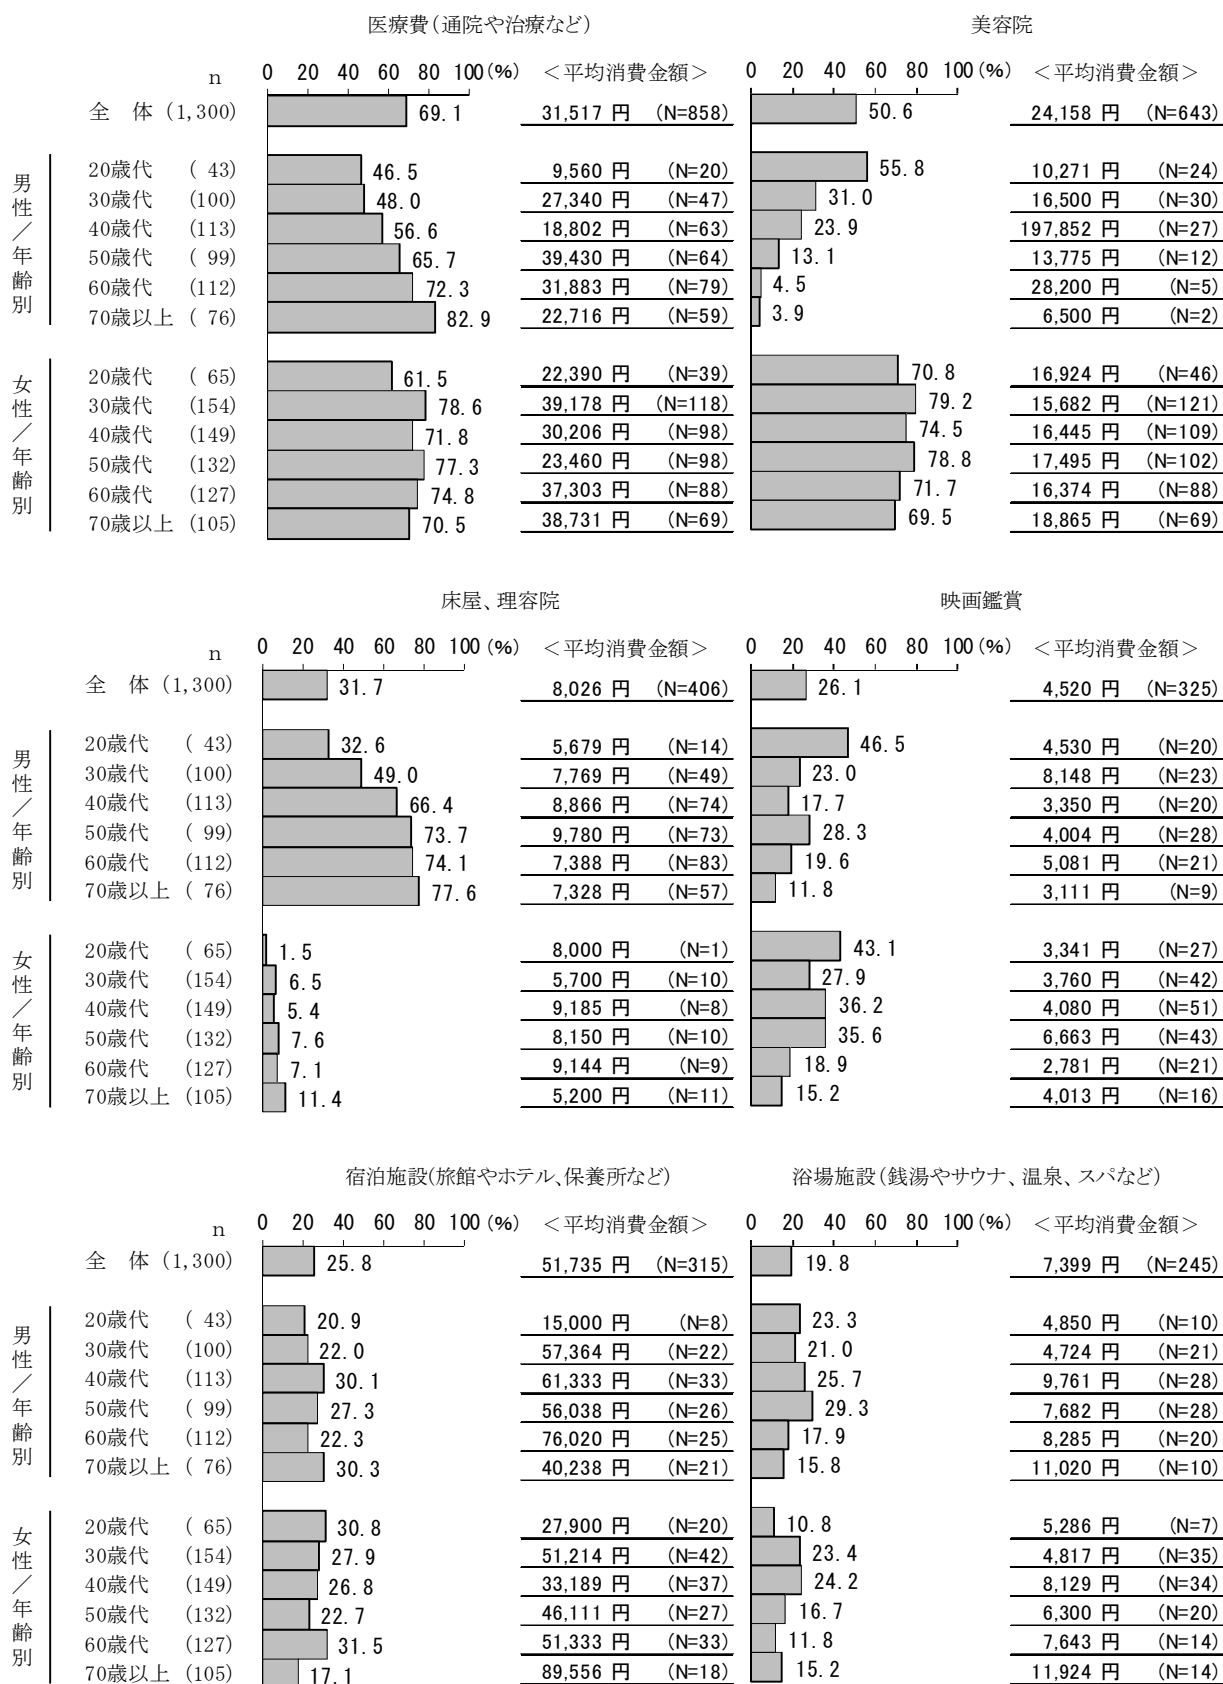 医療費（通院や治療など） 美容院
n 0 20 40 60 80 100(%) ＜平均消費金額＞ 0 20 40 60 80 100(%) ＜平均消費金額＞
全 体 (1,300) 69.1 31,517 円 (N=858) 50.6 24,158 円 (N=643)
男性／年齢別
20歳代 ( 43) 46.5 9,560 円 (N=20) 55.8 10,271 円 (N=24)
30歳代 (100) 48.0 27,340 円 (N=47) 31.0 16,500 円 (N=30)
40歳代 (113) 56.6 18,802 円 (N=63) 23.9 197,852 円 (N=27)
50歳代 ( 99) 65.7 39,430 円 (N=64) 13.1 13,775 円 (N=12)
60歳代 (112) 72.3 31,883 円 (N=79) 4.5 28,200 円 (N=5)
70歳以上 ( 76) 82.9 22,716 円 (N=59) 3.9 6,500 円 (N=2)
女性／年齢別
20歳代 ( 65) 61.5 22,390 円 (N=39) 70.8 16,924 円 (N=46)
30歳代 (154) 78.6 39,178 円 (N=118) 79.2 15,682 円 (N=121)
40歳代 (149) 71.8 30,206 円 (N=98) 74.5 16,445 円 (N=109)
50歳代 (132) 77.3 23,460 円 (N=98) 78.8 17,495 円 (N=102)
60歳代 (127) 74.8 37,303 円 (N=88) 71.7 16,374 円 (N=88)
70歳以上 (105) 70.5 38,731 円 (N=69) 69.5 18,865 円 (N=69)
床屋、理容院 映画鑑賞
n 0 20 40 60 80 100(%) ＜平均消費金額＞ 0 20 40 60 80 100(%) ＜平均消費金額＞
全 体 (1,300) 31.7 8,026 円 (N=406) 26.1 4,520 円 (N=325)
男性／年齢別
20歳代 ( 43) 32.6 5,679 円 (N=14) 46.5 4,530 円 (N=20)
30歳代 (100) 49.0 7,769 円 (N=49) 23.0 8,148 円 (N=23)
40歳代 (113) 66.4 8,866 円 (N=74) 17.7 3,350 円 (N=20)
50歳代 ( 99) 73.7 9,780 円 (N=73) 28.3 4,004 円 (N=28)
60歳代 (112) 74.1 7,388 円 (N=83) 19.6 5,081 円 (N=21)
70歳以上 ( 76) 77.6 7,328 円 (N=57) 11.8 3,111 円 (N=9)
女性／年齢別
20歳代 ( 65) 1.5 8,000 円 (N=1) 43.1 3,341 円 (N=27)
30歳代 (154) 6.5 5,700 円 (N=10) 27.9 3,760 円 (N=42)
40歳代 (149) 5.4 9,185 円 (N=8) 36.2 4,080 円 (N=51)
50歳代 (132) 7.6 8,150 円 (N=10) 35.6 6,663 円 (N=43)
60歳代 (127) 7.1 9,144 円 (N=9) 18.9 2,781 円 (N=21)
70歳以上 (105) 11.4 5,200 円 (N=11) 15.2 4,013 円 (N=16)
宿泊施設(旅館やホテル、保養所など) 浴場施設（銭湯やサウナ、温泉、スパなど）
n 0 20 40 60 80 100(%) ＜平均消費金額＞ 0 20 40 60 80 100(%) ＜平均消費金額＞
全 体 (1,300) 25.8 51,735 円 (N=315) 19.8 7,399 円 (N=245)
男性／年齢別
20歳代 ( 43) 20.9 15,000 円 (N=8) 23.3 4,850 円 (N=10)
30歳代 (100) 22.0 57,364 円 (N=22) 21.0 4,724 円 (N=21)
40歳代 (113) 30.1 61,333 円 (N=33) 25.7 9,761 円 (N=28)
50歳代 ( 99) 27.3 56,038 円 (N=26) 29.3 7,682 円 (N=28)
60歳代 (112) 22.3 76,020 円 (N=25) 17.9 8,285 円 (N=20)
70歳以上 ( 76) 30.3 40,238 円 (N=21) 15.8 11,020 円 (N=10)
女性／年齢別
20歳代 ( 65) 30.8 27,900 円 (N=20) 10.8 5,286 円 (N=7)
30歳代 (154) 27.9 51,214 円 (N=42) 23.4 4,817 円 (N=35)
40歳代 (149) 26.8 33,189 円 (N=37) 24.2 8,129 円 (N=34)
50歳代 (132) 22.7 46,111 円 (N=27) 16.7 6,300 円 (N=20)
60歳代 (127) 31.5 51,333 円 (N=33) 11.8 7,643 円 (N=14)
70歳以上 (105) 17.1 89,556 円 (N=18) 15.2 11,924 円 (N=14)